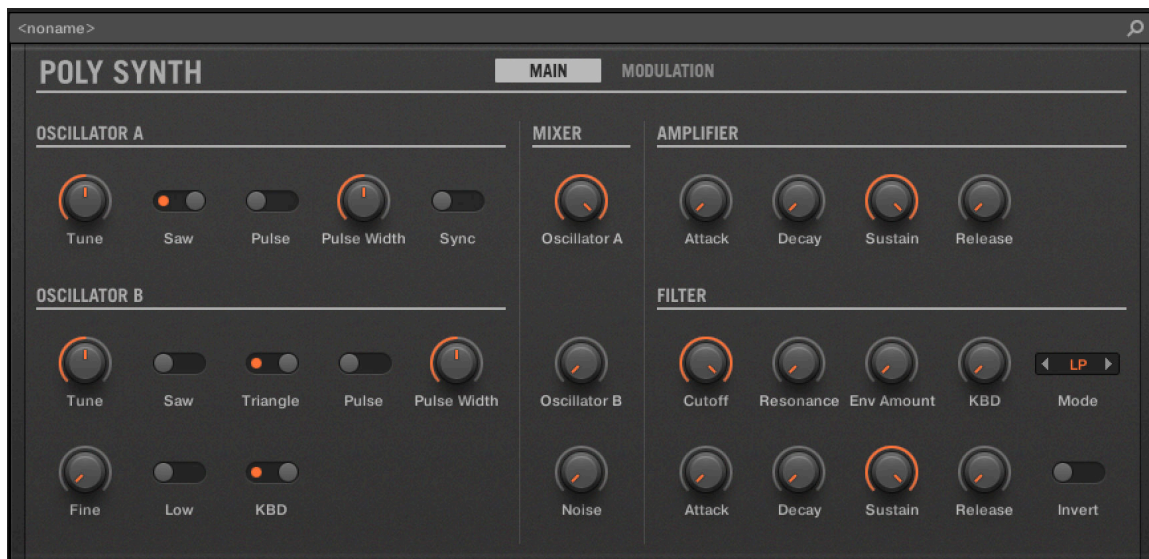 <noname>
POLY SYNTH
MAIN MODULATION
OSCILLATOR A MIXER AMPLIFIER
Tune Saw Pulse Pulse Width Sync Oscillator A Attack Decay Sustain Release
OSCILLATOR B FILTER
LP
Tune Saw Triangle Pulse Pulse Width Oscillator B Cutoff Resonance Env Amount KBD Mode
Fine Low KBD Noise Attack Decay Sustain Release Invert